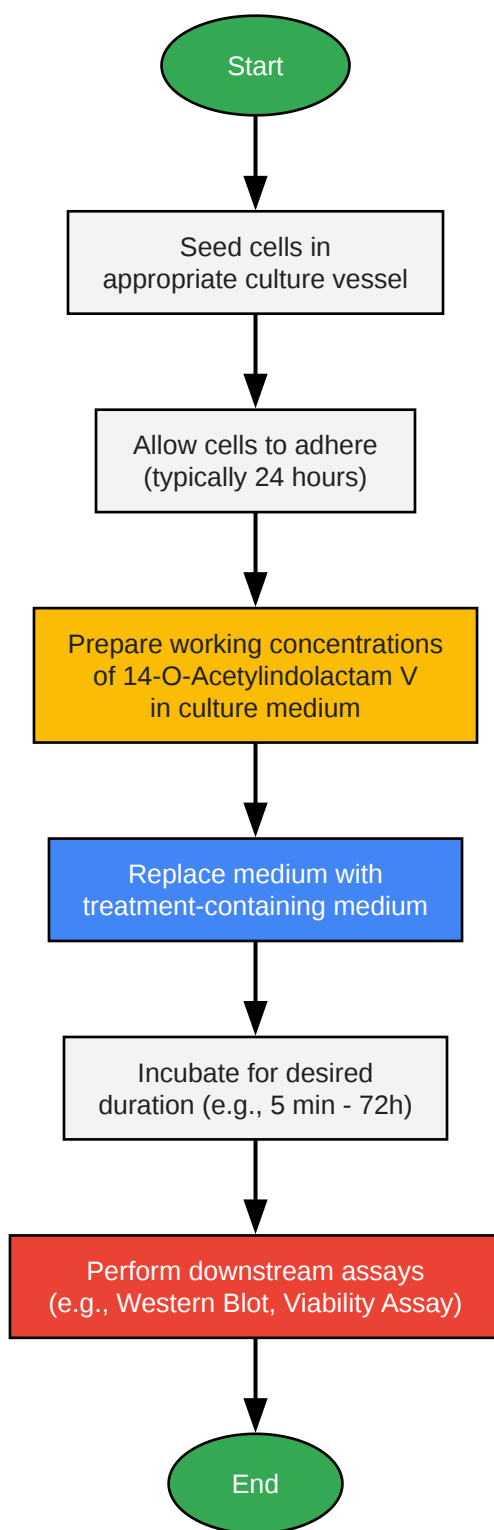 Start
Seed cells in
appropriate culture vessel
Allow cells to adhere
(typically 24 hours)
Prepare working concentrations
of 14-O-Acetylindolactam V
in culture medium
Replace medium with
treatment-containing medium
Incubate for desired
duration (e.g., 5 min - 72h)
Perform downstream assays
(e.g., Western Blot, Viability Assay)
End